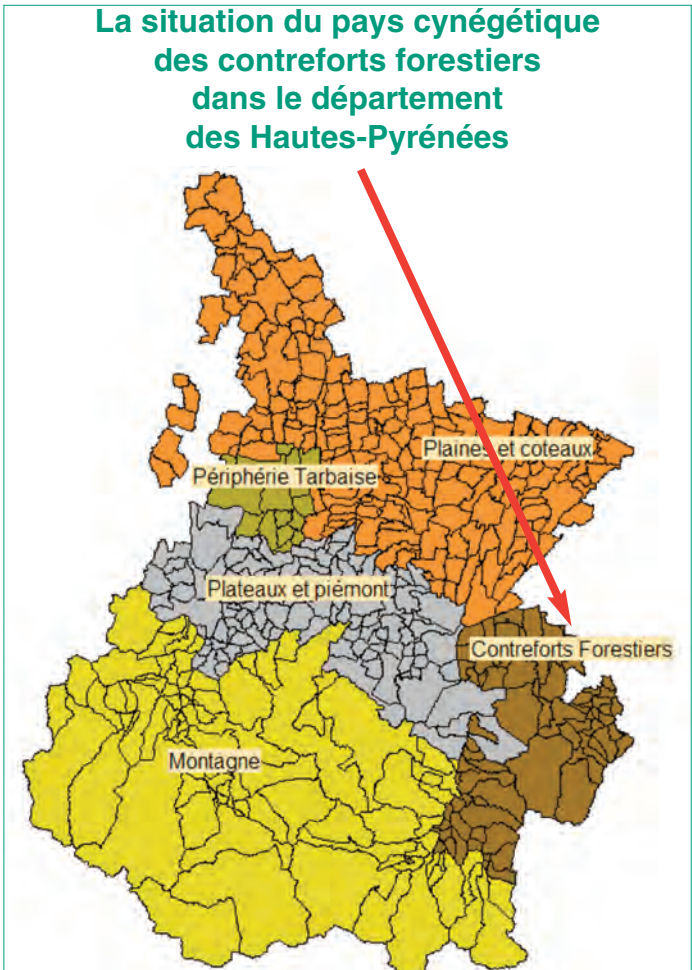 La situation du pays cynégétique
des contreforts forestiers
dans le département
des Hautes-Pyrénées
Plaines et coteaux
Périphérie Tarbaise
Plateaux et piémont
Contreforts Forestiers
Montagne